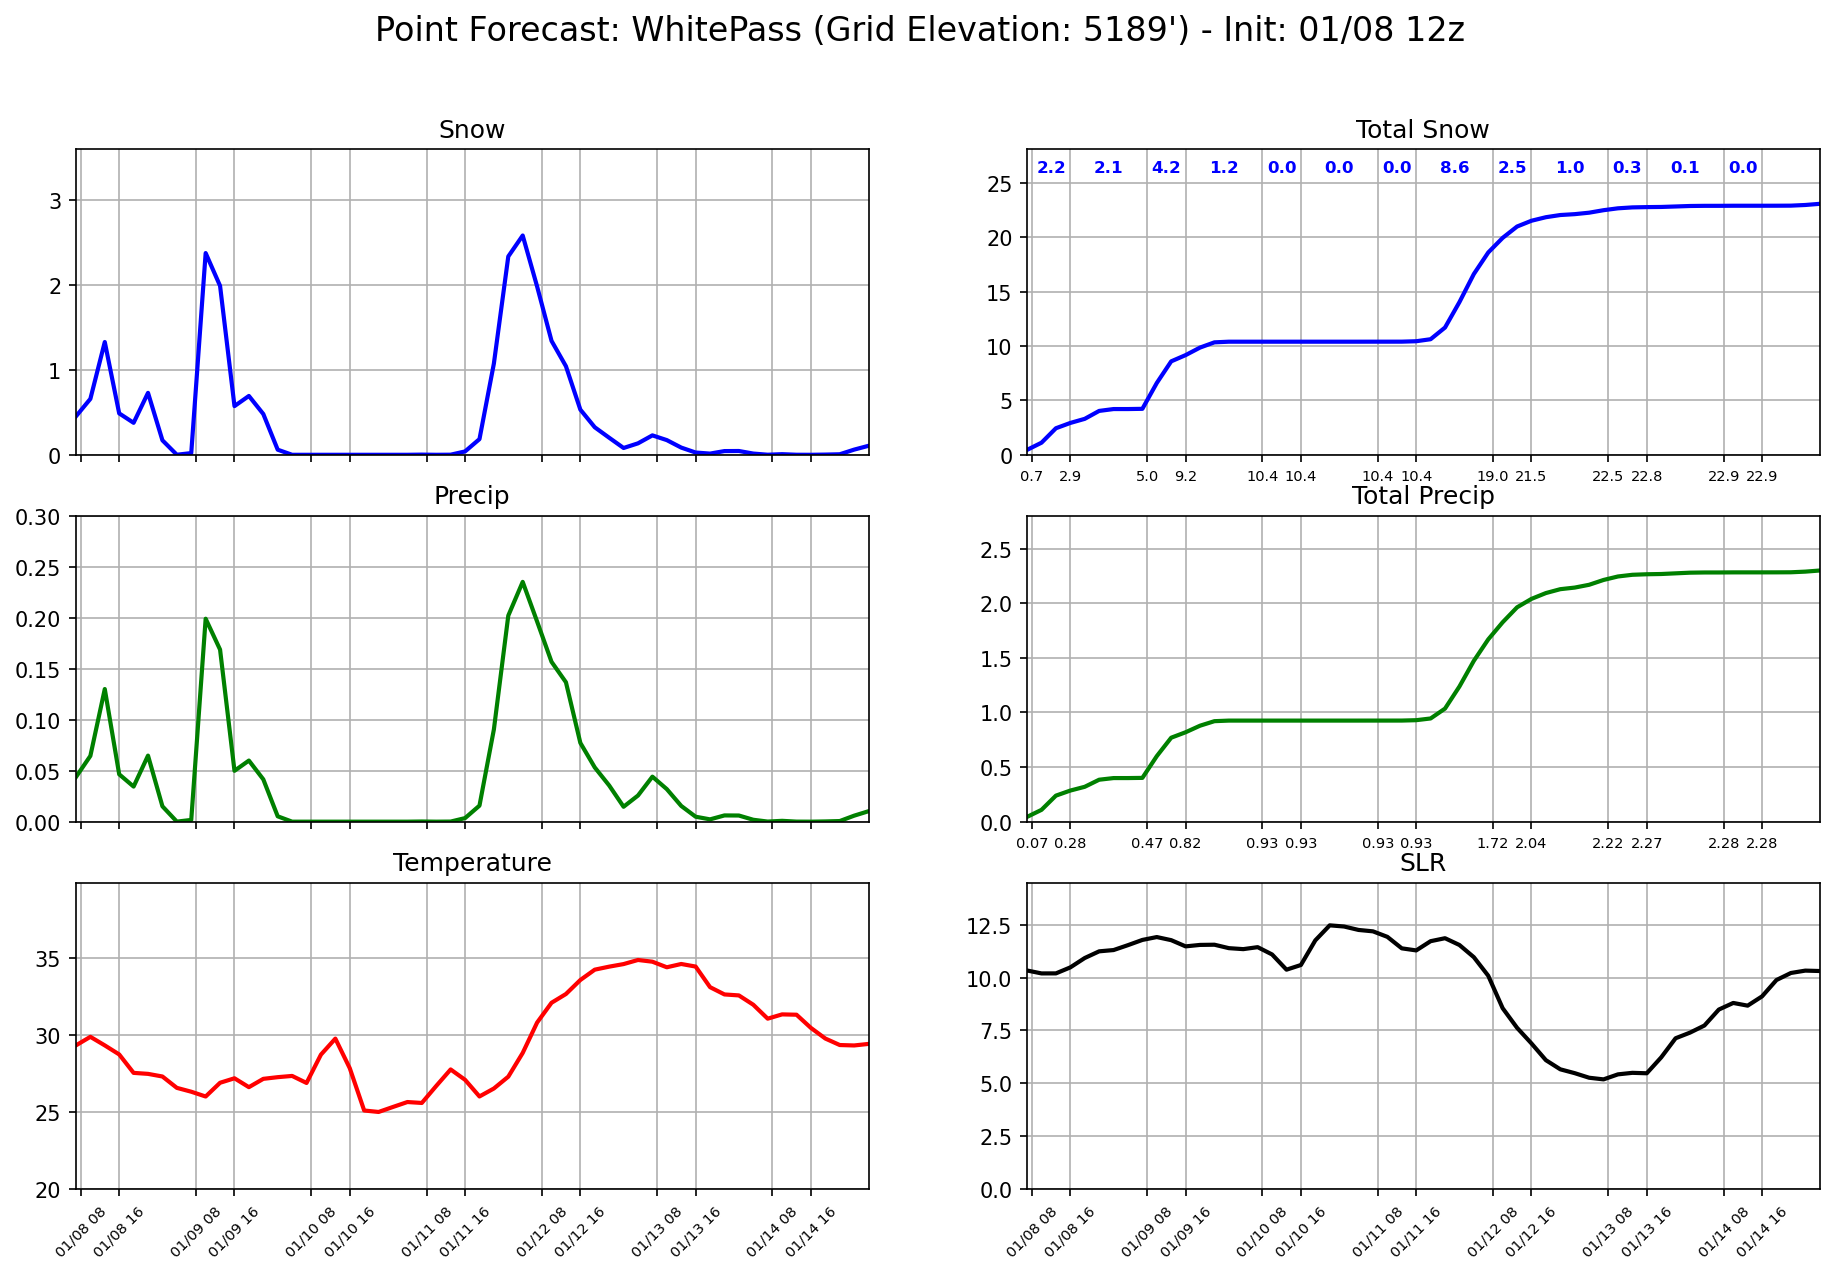 Point Forecast: WhitePass (Grid Elevation: 5189') - Init: 01/08 12z
Snow
3
2
1
0
Total Snow
2.2 2.1 4.2 1.2 0.0 0.0 0.0 8.6 2.5 1.0 0.3 0.1 0.0
25
20
15
10
5
0
0.7 2.9 5.0 9.2 10.4 10.4 10.4 10.4 19.0 21.5 22.5 22.8 22.9 22.9
Precip
0.30
0.25
0.20
0.15
0.10
0.05
0.00
Total Precip
2.5
2.0
1.5
1.0
0.5
0.0
0.07 0.28 0.47 0.82 0.93 0.93 0.93 0.93 1.72 2.04 2.22 2.27 2.28 2.28
Temperature
35
30
25
20
01/08 08 01/08 16 01/09 08 01/09 16 01/10 08 01/10 16 01/11 08 01/11 16 01/12 08 01/12 16 01/13 08 01/13 16 01/14 08 01/14 16
SLR
12.5
10.0
7.5
5.0
2.5
0.0
01/08 08 01/08 16 01/09 08 01/09 16 01/10 08 01/10 16 01/11 08 01/11 16 01/12 08 01/12 16 01/13 08 01/13 16 01/14 08 01/14 16